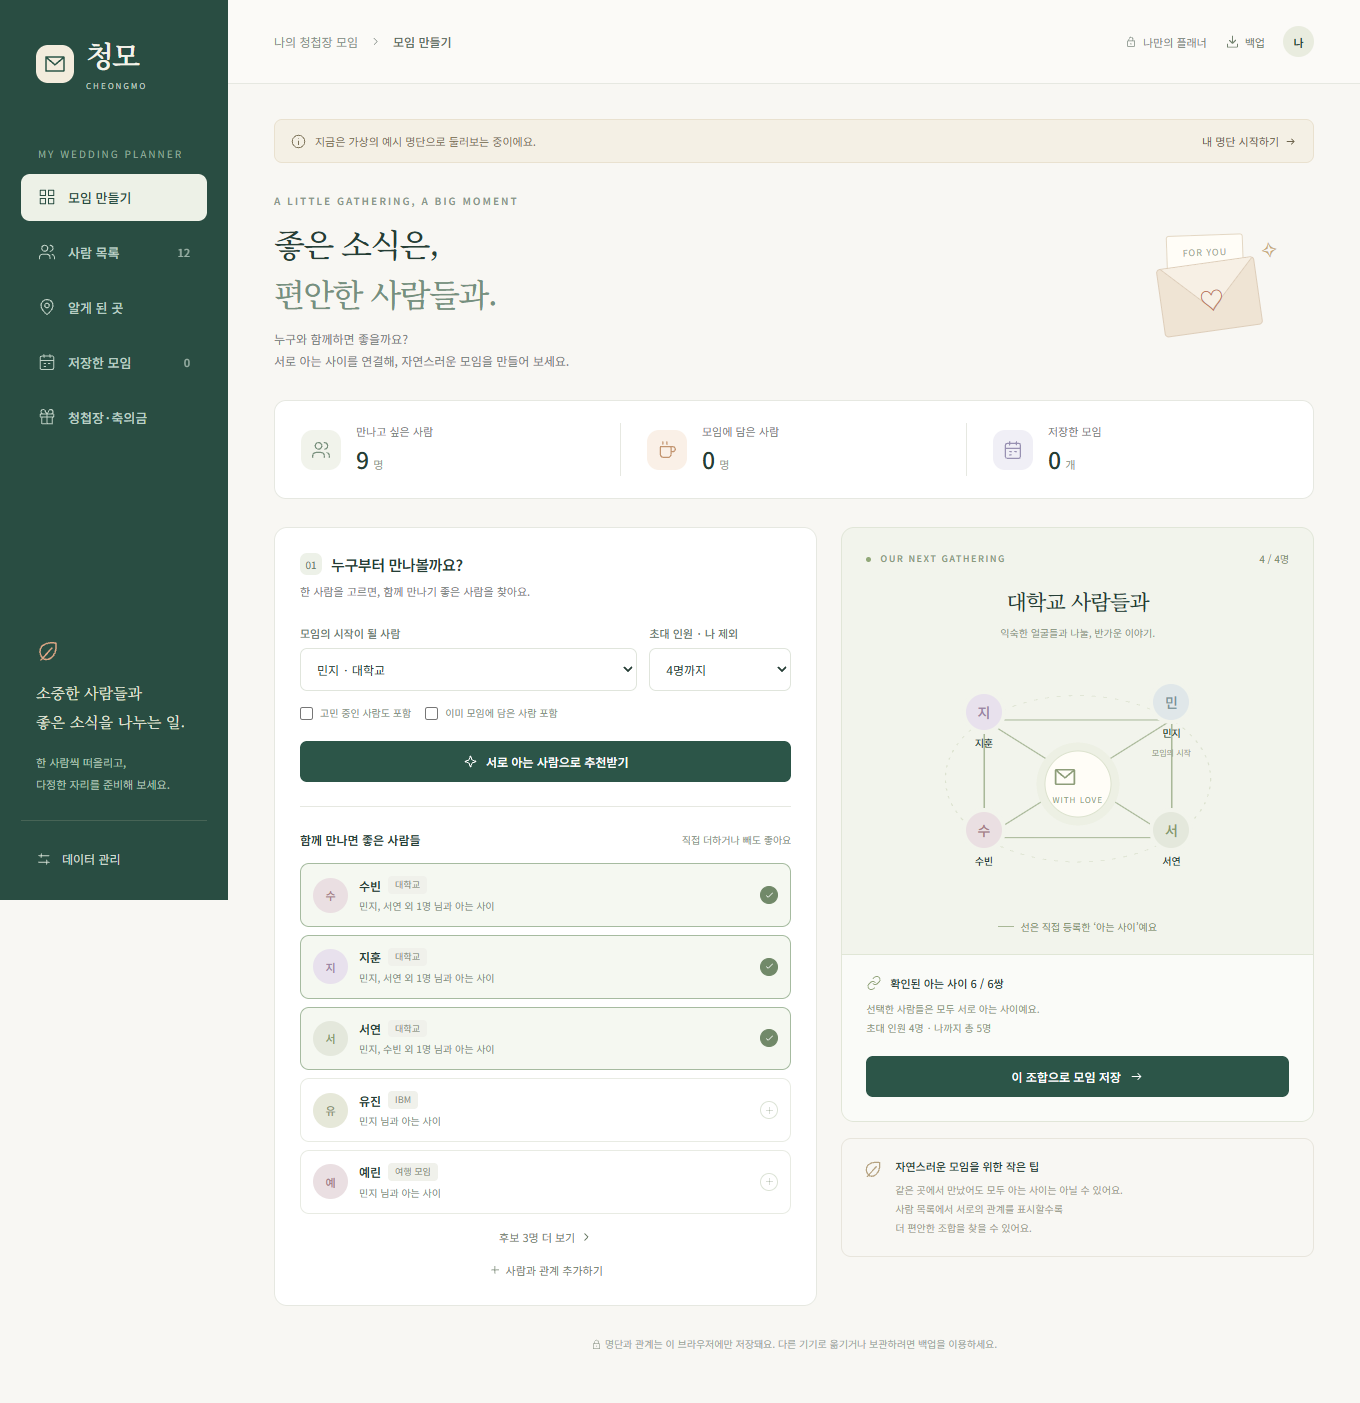 청모
CHEONGMO
MY WEDDING PLANNER
모임 만들기
사람 목록 12
알게 된 곳
저장한 모임 0
청첩장·축의금
소중한 사람들과
좋은 소식을 나누는 일.
한 사람씩 떠올리고,
다정한 자리를 준비해 보세요.
데이터 관리
나의 청첩장 모임 > 모임 만들기
나만의 플래너 백업 나
지금은 가상의 예시 명단으로 둘러보는 중이에요.
내 명단 시작하기 →
A LITTLE GATHERING, A BIG MOMENT
좋은 소식은,
편안한 사람들과.
누구와 함께하면 좋을까요?
서로 아는 사이를 연결해, 자연스러운 모임을 만들어 보세요.
FOR YOU
만나고 싶은 사람
9 명
모임에 담은 사람
0 명
저장한 모임
0 개
01 누구부터 만나볼까요?
한 사람을 고르면, 함께 만나기 좋은 사람을 찾아요.
모임의 시작이 될 사람
민지 · 대학교
초대 인원 · 나 제외
4명까지
고민 중인 사람도 포함
이미 모임에 담은 사람 포함
서로 아는 사람으로 추천받기
함께 만나면 좋은 사람들
직접 더하거나 빼도 좋아요
수 수빈 대학교
민지, 서연 외 1명 님과 아는 사이
지 지훈 대학교
민지, 서연 외 1명 님과 아는 사이
서 서연 대학교
민지, 수빈 외 1명 님과 아는 사이
유 유진 IBM
민지 님과 아는 사이
예 예린 여행 모임
민지 님과 아는 사이
후보 3명 더 보기 >
+ 사람과 관계 추가하기
OUR NEXT GATHERING
4 / 4명
대학교 사람들과
익숙한 얼굴들과 나눌, 반가운 이야기.
지
지훈
민
민지
모임의 시작
WITH LOVE
수
수빈
서
서연
선은 직접 등록한 ‘아는 사이’예요
확인된 아는 사이 6 / 6쌍
선택한 사람들은 모두 서로 아는 사이예요.
초대 인원 4명 · 나까지 총 5명
이 조합으로 모임 저장 →
자연스러운 모임을 위한 작은 팁
같은 곳에서 만났어도 모두 아는 사이는 아닐 수 있어요.
사람 목록에서 서로의 관계를 표시할수록
더 편안한 조합을 찾을 수 있어요.
명단과 관계는 이 브라우저에만 저장돼요. 다른 기기로 옮기거나 보관하려면 백업을 이용하세요.